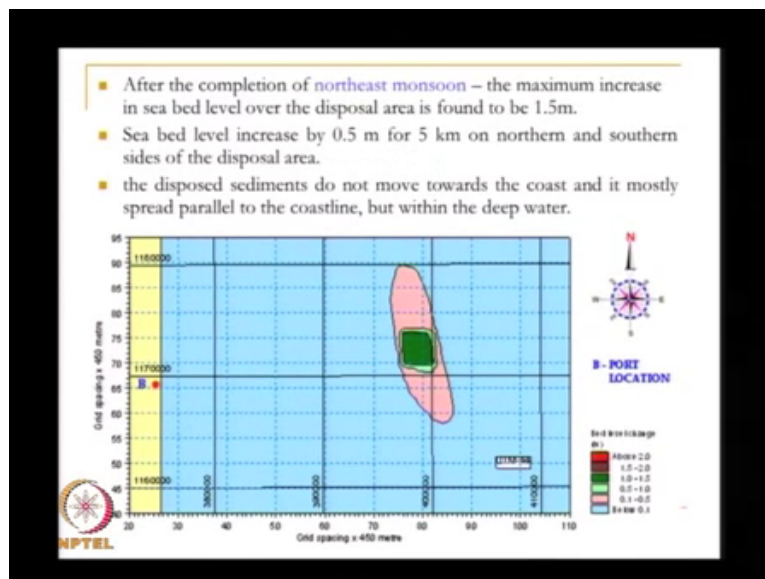 After the completion of northeast monsoon – the maximum increase
in sea bed level over the disposal area is found to be 1.5m.
Sea bed level increase by 0.5 m for 5 km on northern and southern
sides of the disposal area.
the disposed sediments do not move towards the coast and it mostly
spread parallel to the coastline, but within the deep water.
95
90
85
80
75
70
65
60
55
50
45
40
Grid spacing x 450 metre
1170000
1160000
B
380000
390000
400000
410000
20 30 40 50 60 70 80 90 100 110
Grid spacing x 450 metre
N
W E
S
B - PORT
LOCATION
Bed level change
(m)
Above 2.0
1.5-2.0
1.0-1.5
0.5-1.0
0.1-0.5
Below 0.1
NPTEL